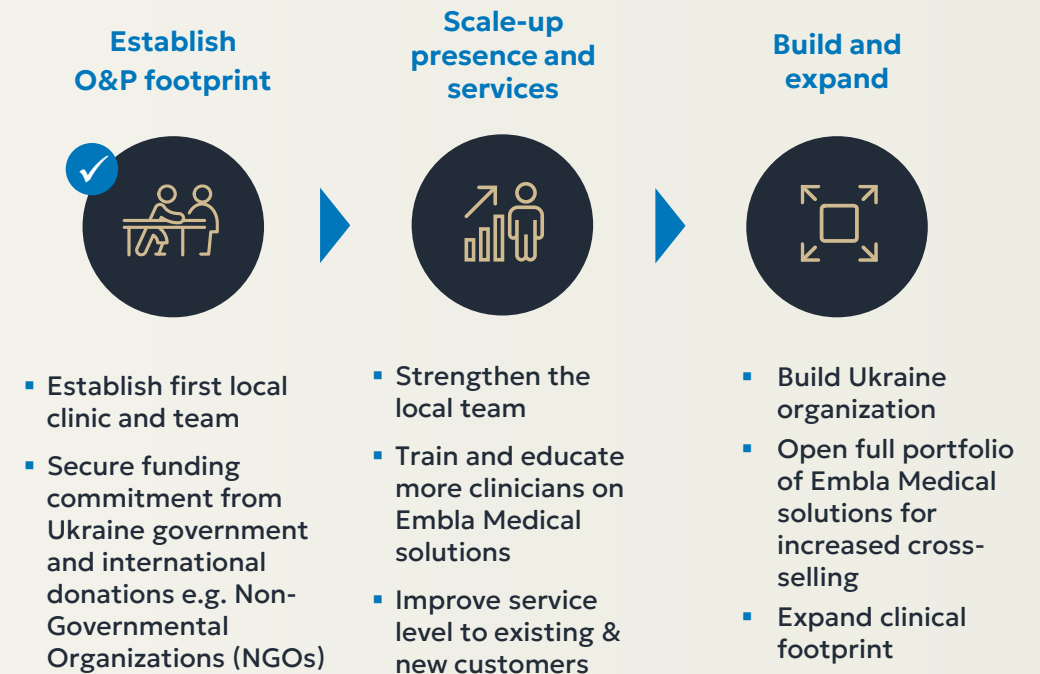 Establish
O&P footprint
▪ Establish first local
clinic and team
▪ Secure funding
commitment from
Ukraine government
and international
donations e.g. Non-
Governmental
Organizations (NGOs)
Scale-up
presence and
services
▪ Strengthen the
local team
▪ Train and educate
more clinicians on
Embla Medical
solutions
▪ Improve service
level to existing &
new customers
Build and
expand
▪ Build Ukraine
organization
▪ Open full portfolio
of Embla Medical
solutions for
increased cross-
selling
▪ Expand clinical
footprint